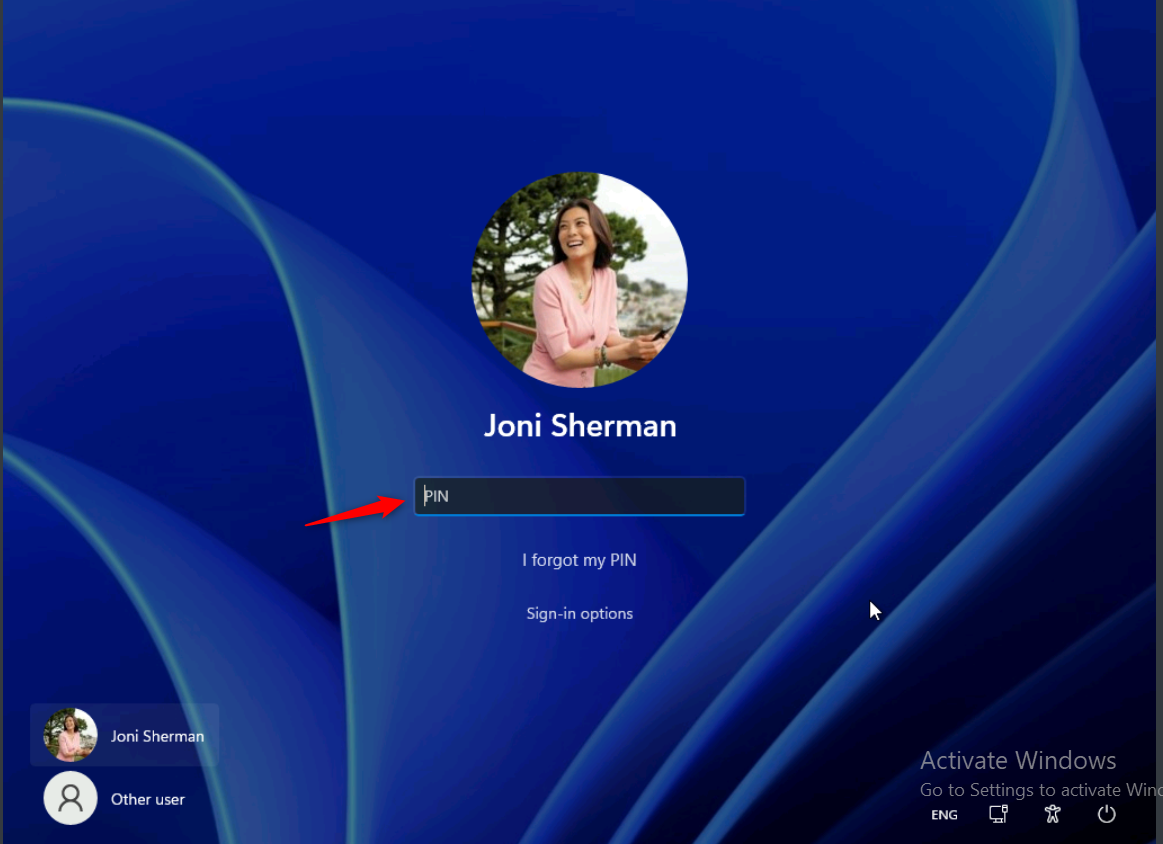 Joni Sherman
PIN
I forgot my PIN
Sign-in options
Joni Sherman
Other user
Activate Windows
Go to Settings to activate Wind
ENG